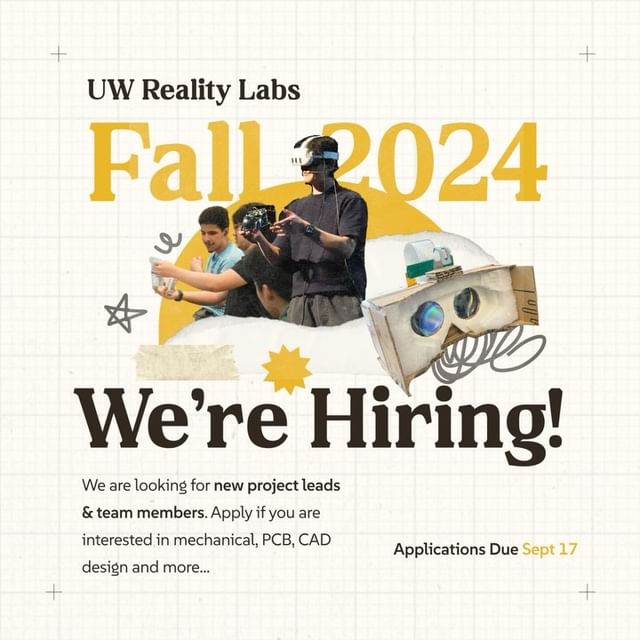 UW Reality Labs
Fall 2024
We're Hiring!
We are looking for new project leads
& team members. Apply if you are
interested in mechanical, PCB, CAD
design and more...
Applications Due Sept 17